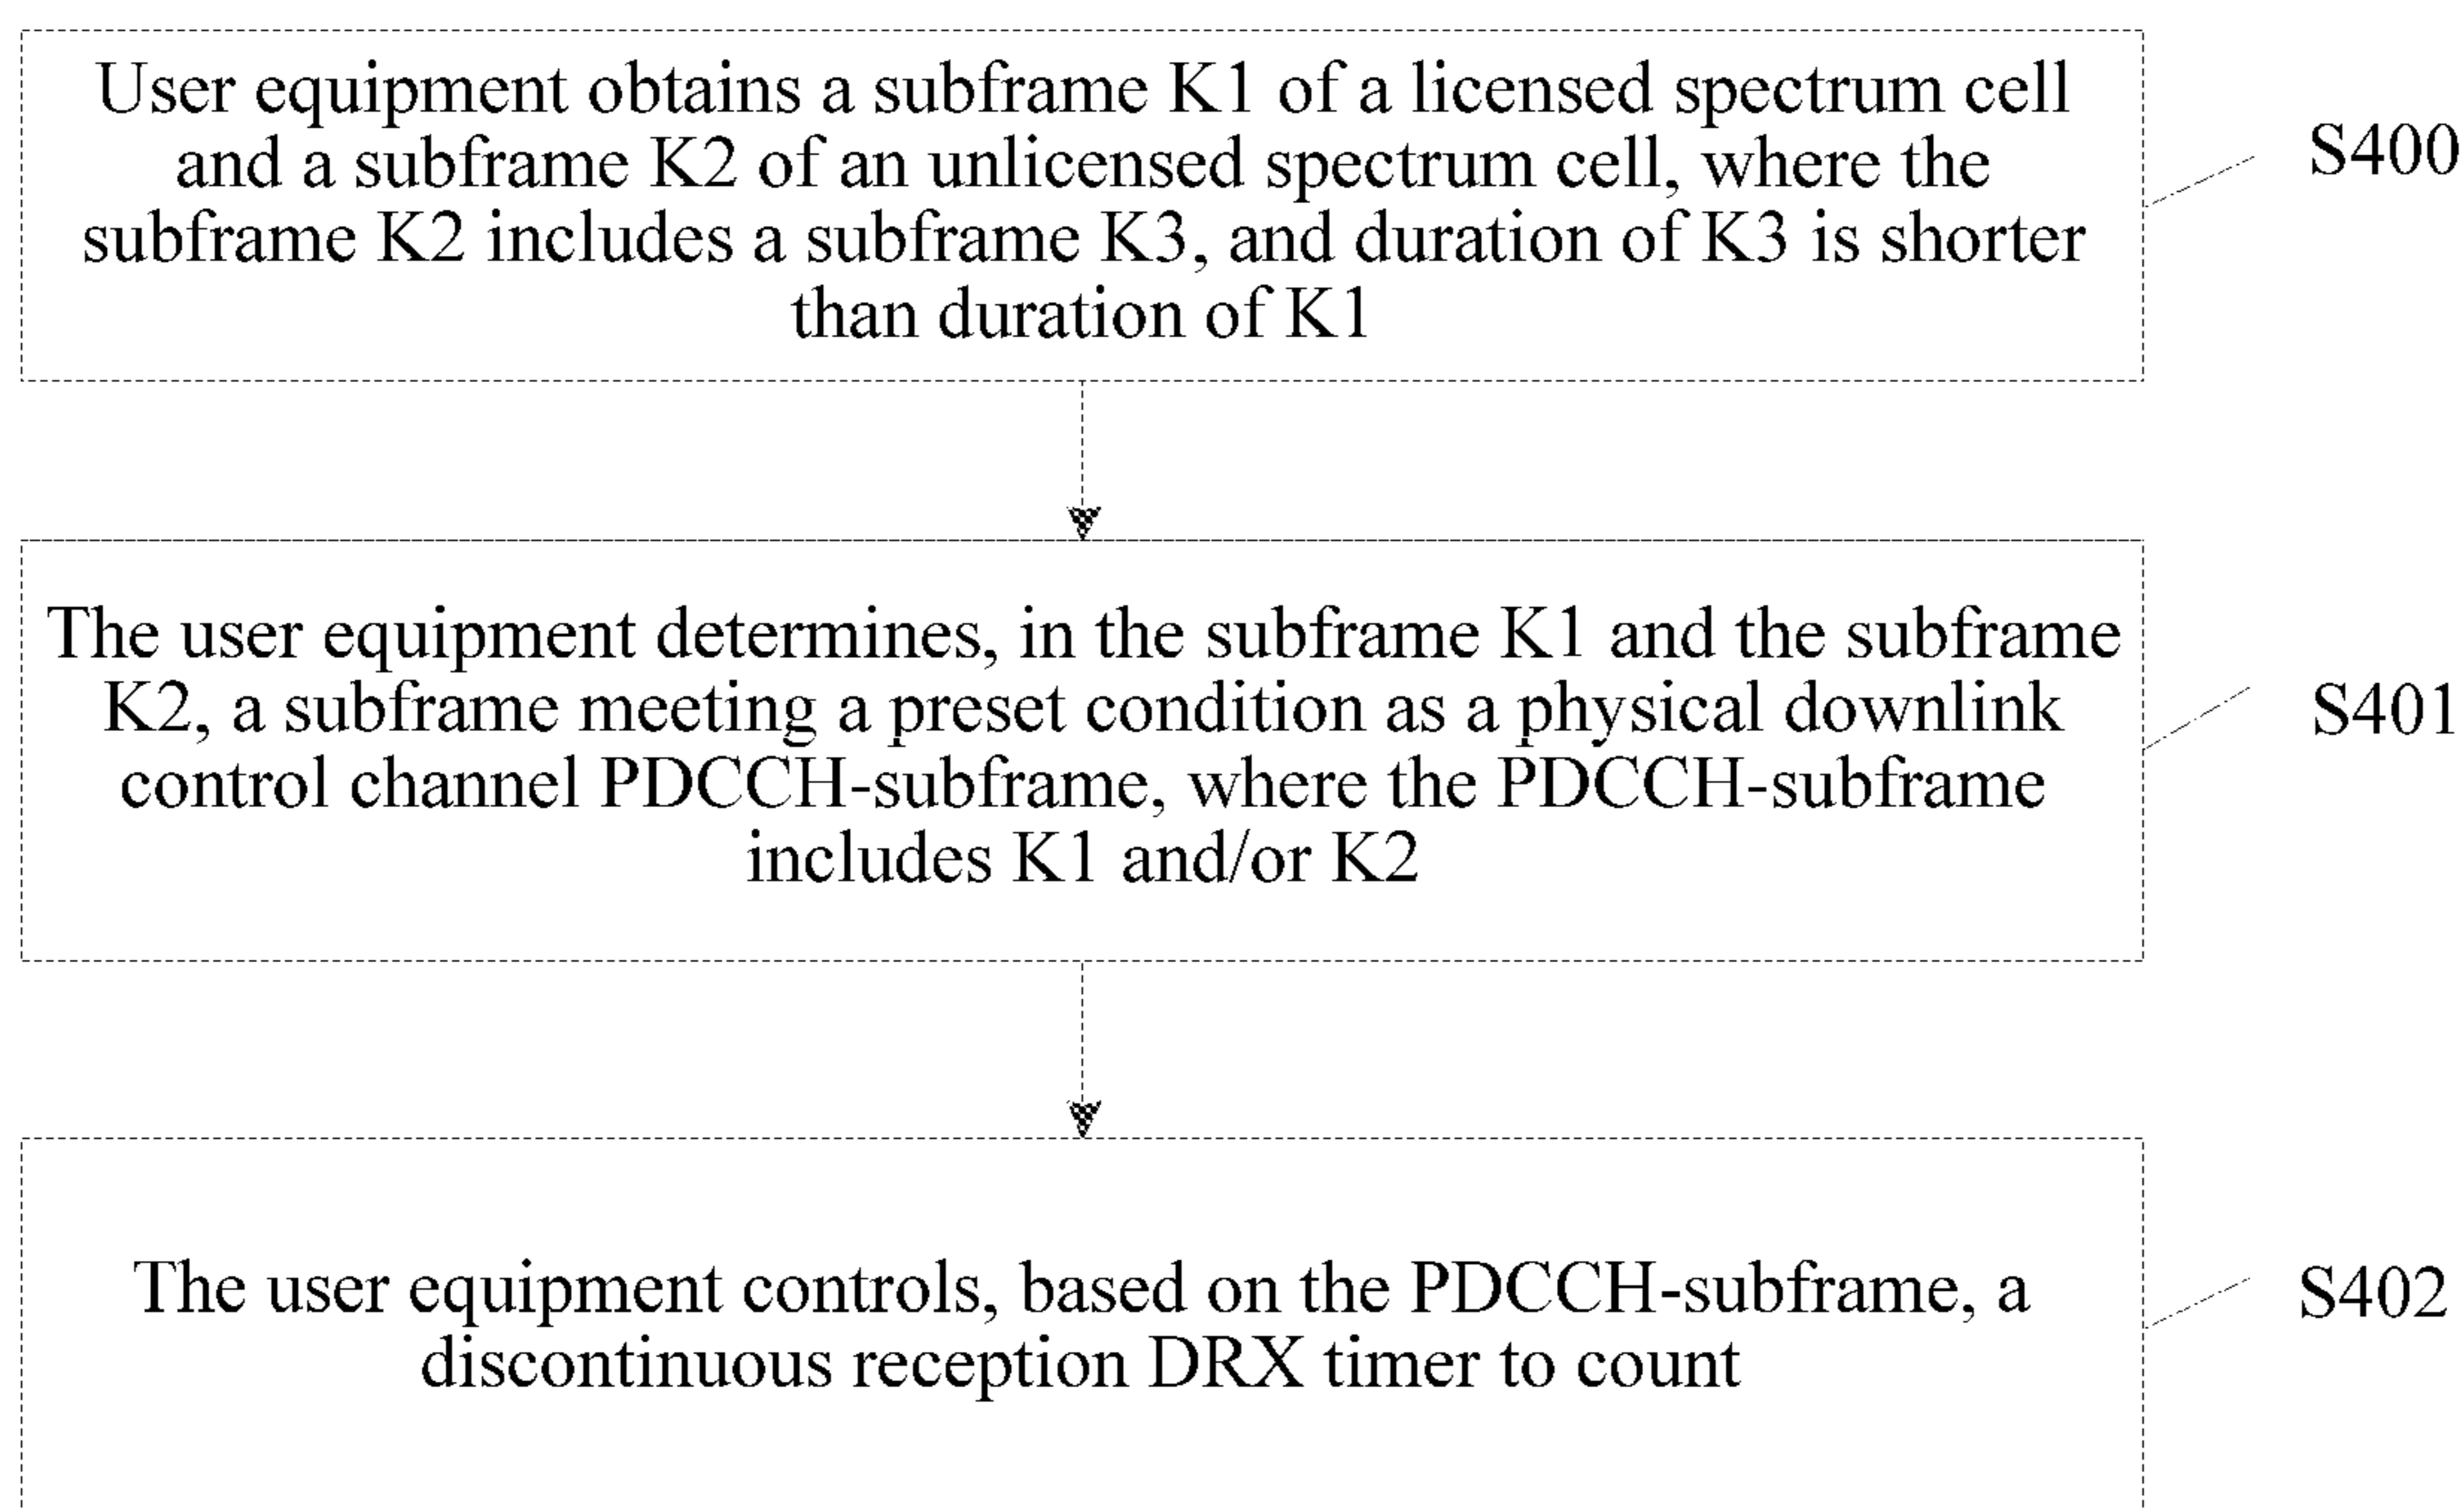 User equipment obtains a subframe K1 of a licensed spectrum cell
and a subframe K2 of an unlicensed spectrum cell, where the
subframe K2 includes a subframe K3, and duration of K3 is shorter
than duration of K1
S400
The user equipment determines, in the subframe K1 and the subframe
K2, a subframe meeting a preset condition as a physical downlink
control channel PDCCH-subframe, where the PDCCH-subframe
includes K1 and/or K2
S401
The user equipment controls, based on the PDCCH-subframe, a
discontinuous reception DRX timer to count
S402